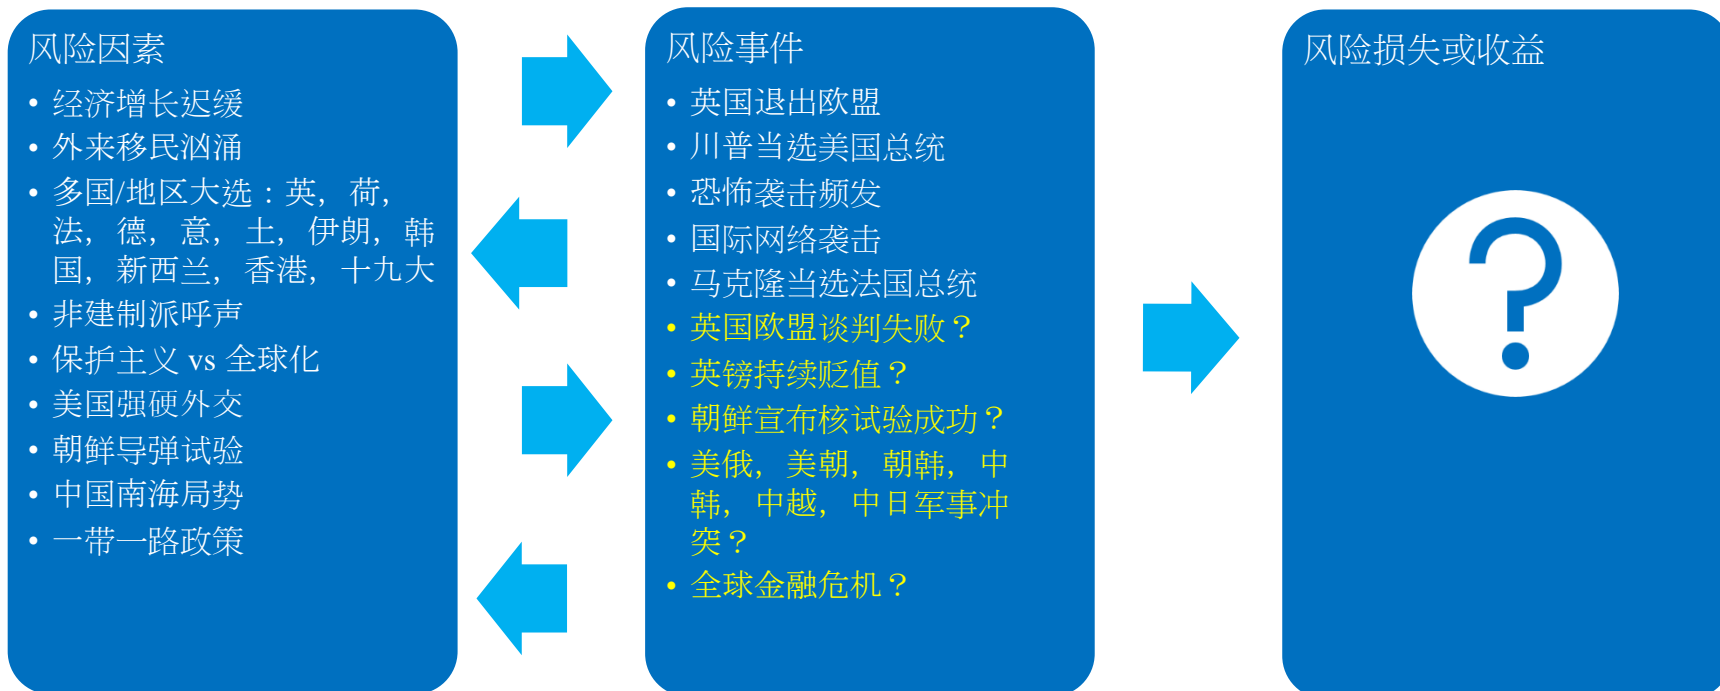 风险因素
• 经济增长迟缓
• 外来移民汹涌
• 多国/地区大选：英，荷，
法，德，意，土，伊朗，韩
国，新西兰，香港，十九大
• 非建制派呼声
• 保护主义 vs 全球化
• 美国强硬外交
• 朝鲜导弹试验
• 中国南海局势
• 一带一路政策
风险事件
• 英国退出欧盟
• 川普当选美国总统
• 恐怖袭击频发
• 国际网络袭击
• 马克隆当选法国总统
• 英国欧盟谈判失败？
• 英镑持续贬值？
• 朝鲜宣布核试验成功？
• 美俄，美朝，朝韩，中
韩，中越，中日军事冲
突？
• 全球金融危机？
风险损失或收益
?